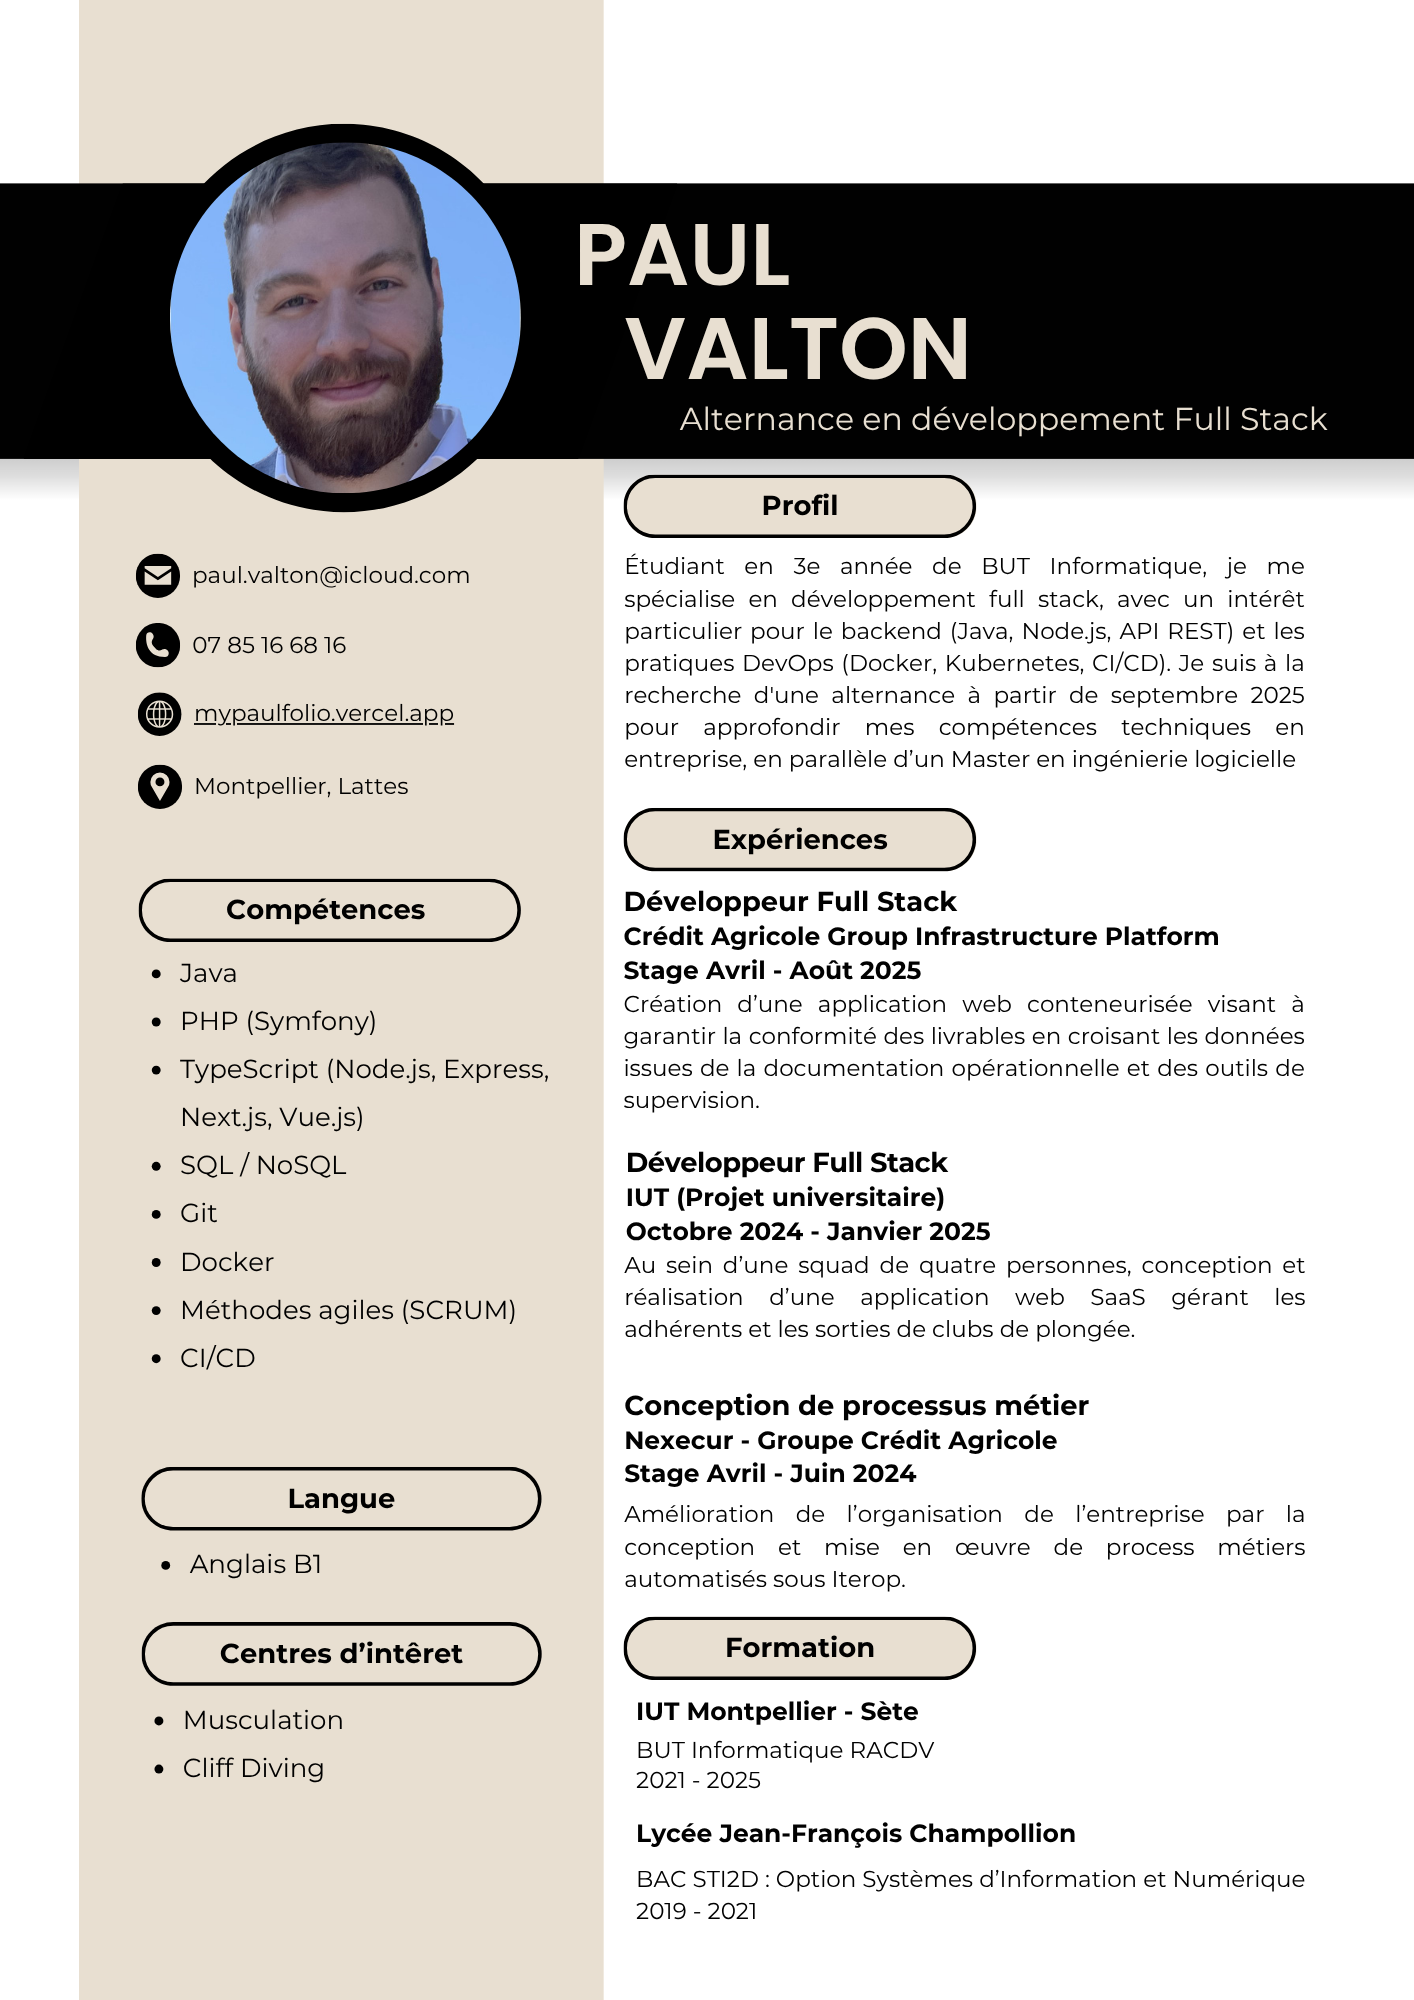 PAUL
VALTON
Alternance en développement Full Stack
paul.valton@icloud.com
07 85 16 68 16
mypaulfolio.vercel.app
Montpellier, Lattes
Compétences
• Java
• PHP (Symfony)
• TypeScript (Node.js, Express,
Next.js, Vue.js)
• SQL / NoSQL
• Git
• Docker
• Méthodes agiles (SCRUM)
• CI/CD
Langue
• Anglais B1
Centres d’intêret
• Musculation
• Cliff Diving
Profil
Étudiant en 3e année de BUT Informatique, je me
spécialise en développement full stack, avec un intérêt
particulier pour le backend (Java, Node.js, API REST) et les
pratiques DevOps (Docker, Kubernetes, CI/CD). Je suis à la
recherche d'une alternance à partir de septembre 2025
pour approfondir mes compétences techniques en
entreprise, en parallèle d’un Master en ingénierie logicielle
Expériences
Développeur Full Stack
Crédit Agricole Group Infrastructure Platform
Stage Avril - Août 2025
Création d’une application web conteneurisée visant à
garantir la conformité des livrables en croisant les données
issues de la documentation opérationnelle et des outils de
supervision.
Développeur Full Stack
IUT (Projet universitaire)
Octobre 2024 - Janvier 2025
Au sein d’une squad de quatre personnes, conception et
réalisation d’une application web SaaS gérant les
adhérents et les sorties de clubs de plongée.
Conception de processus métier
Nexecur - Groupe Crédit Agricole
Stage Avril - Juin 2024
Amélioration de l’organisation de l’entreprise par la
conception et mise en œuvre de process métiers
automatisés sous Iterop.
Formation
IUT Montpellier - Sète
BUT Informatique RACDV
2021 - 2025
Lycée Jean-François Champollion
BAC STI2D : Option Systèmes d’Information et Numérique
2019 - 2021